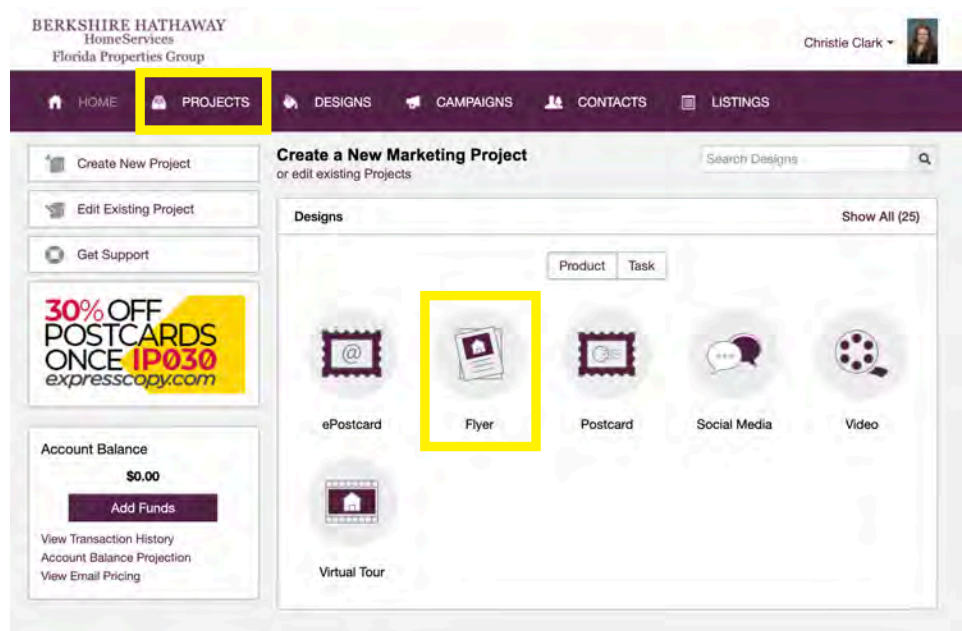 BERKSHIRE HATHAWAY
HomeServices
Florida Properties Group
Christie Clark
HOME PROJECTS DESIGNS CAMPAIGNS CONTACTS LISTINGS
Create New Project
Edit Existing Project
Get Support
30% OFF
POSTCARDS
ONCE IP030
expresscopy.com
Account Balance
$0.00
Add Funds
View Transaction History
Account Balance Projection
View Email Pricing
Create a New Marketing Project
or edit existing Projects
Search Designs
Designs Show All (25)
Product Task
@
ePostcard Flyer Postcard Social Media Video
Virtual Tour